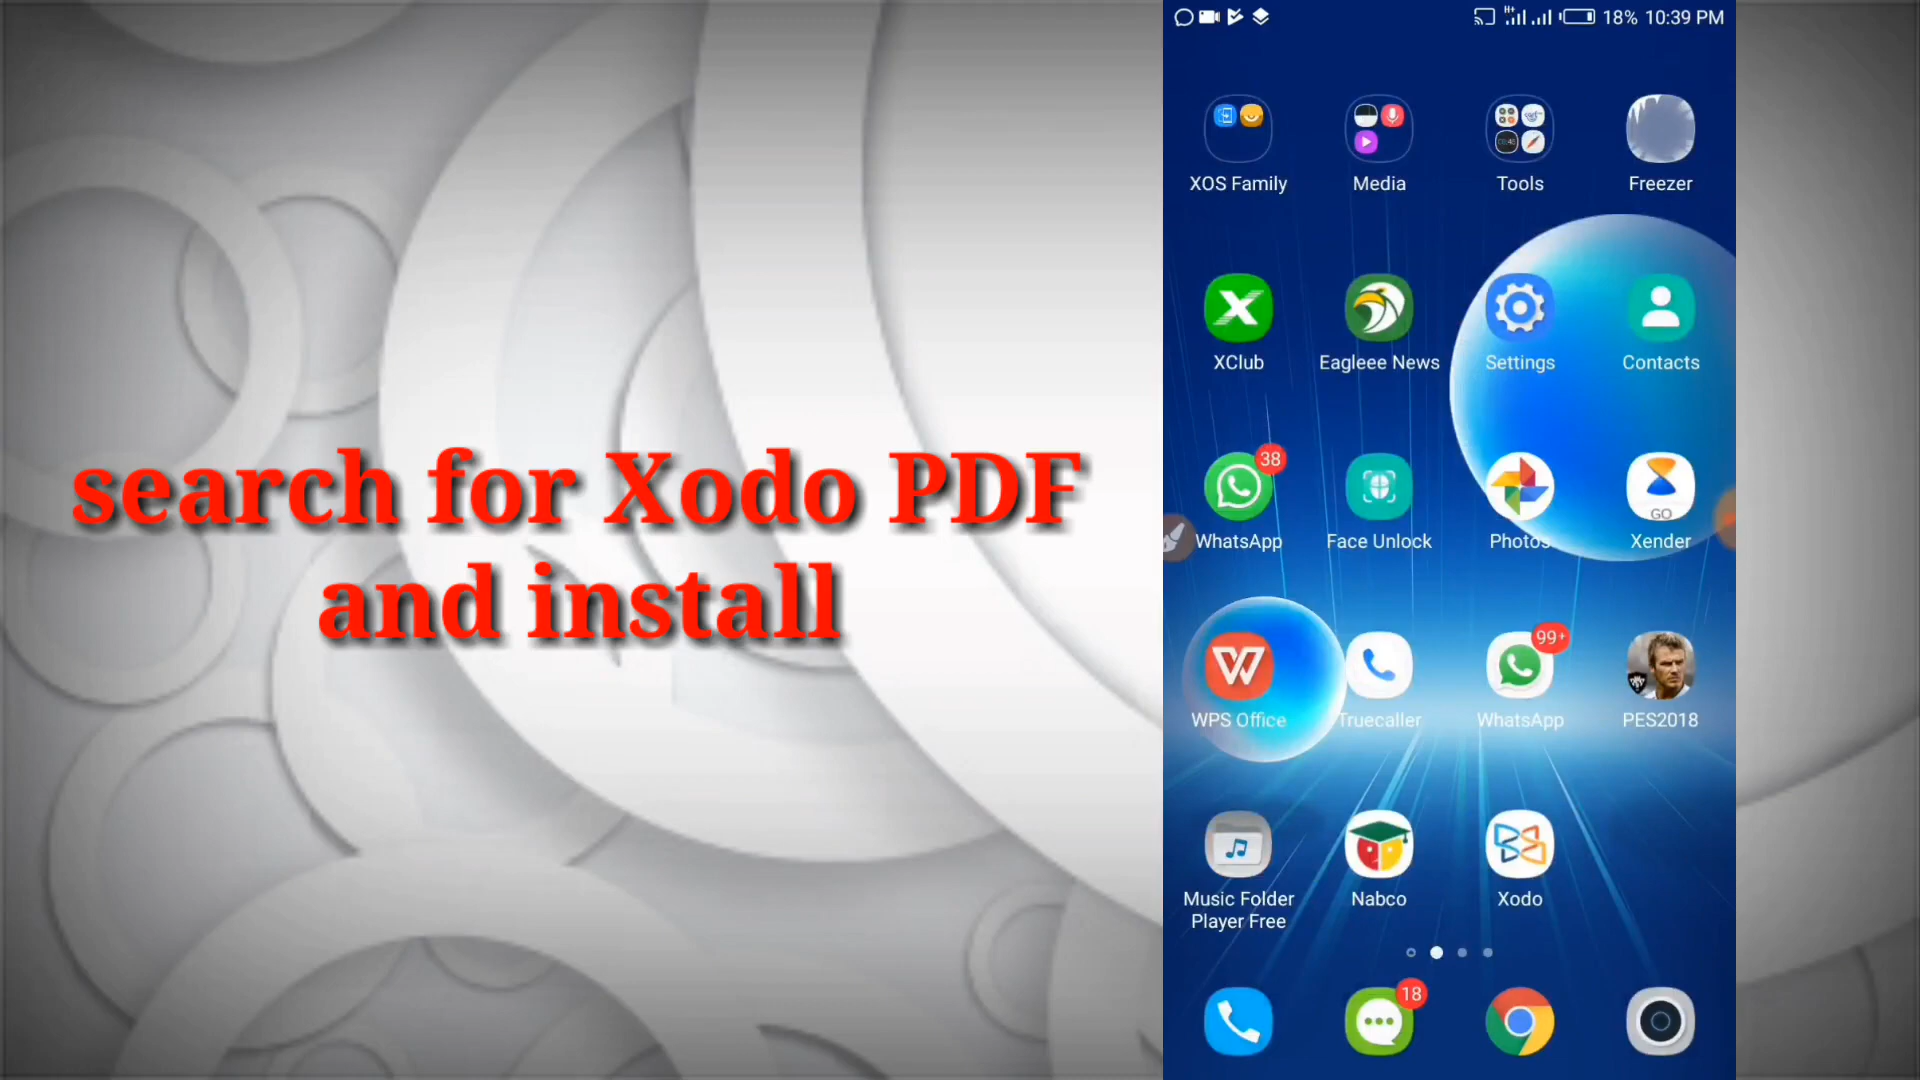 search for Xodo PDF
and install
18% 10:39 PM
XOS Family
Media
Tools
Freezer
XClub
Eagleee News
Settings
Contacts
38
WhatsApp
Face Unlock
Photos
GO
Xender
WPS Office
Truecaller
99+
WhatsApp
PES2018
Music Folder
Player Free
Nabco
Xodo
18